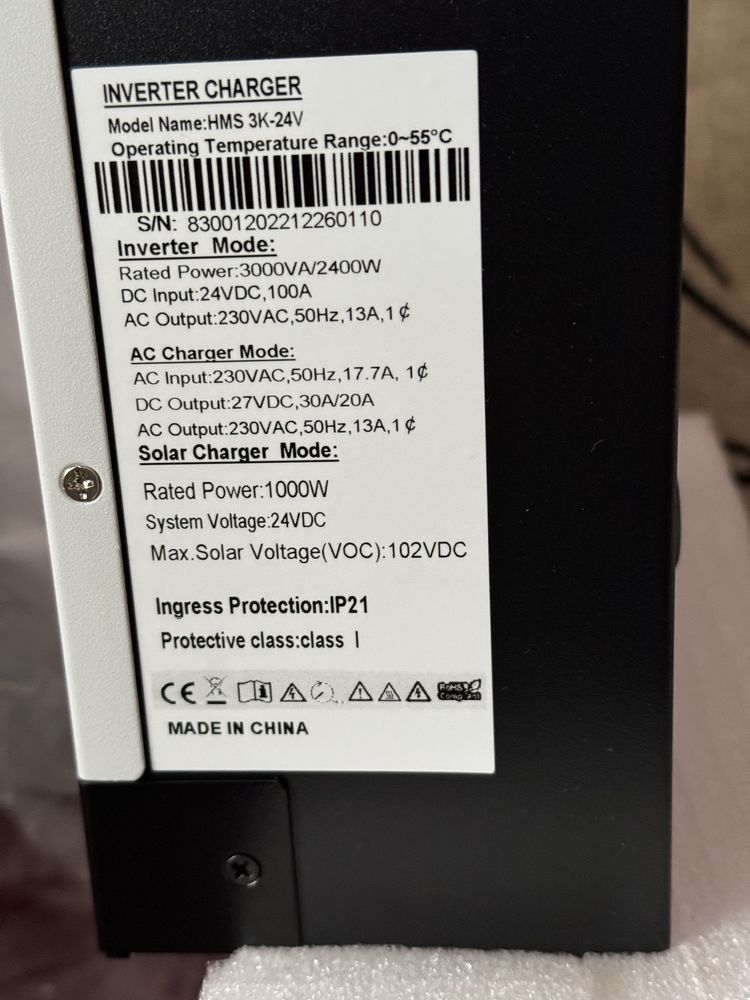 INVERTER CHARGER
Model Name:HMS 3K-24V
Operating Temperature Range:0~55°C
S/N: 83001202212260110
Inverter Mode:
Rated Power:3000VA/2400W
DC Input:24VDC,100A
AC Output:230VAC,50Hz,13A,1¢
AC Charger Mode:
AC Input:230VAC,50Hz,17.7A, 1¢
DC Output:27VDC,30A/20A
AC Output:230VAC,50Hz,13A,1¢
Solar Charger Mode:
Rated Power:1000W
System Voltage:24VDC
Max.Solar Voltage(VOC):102VDC
Ingress Protection:IP21
Protective class:class I
CE RoHS
MADE IN CHINA